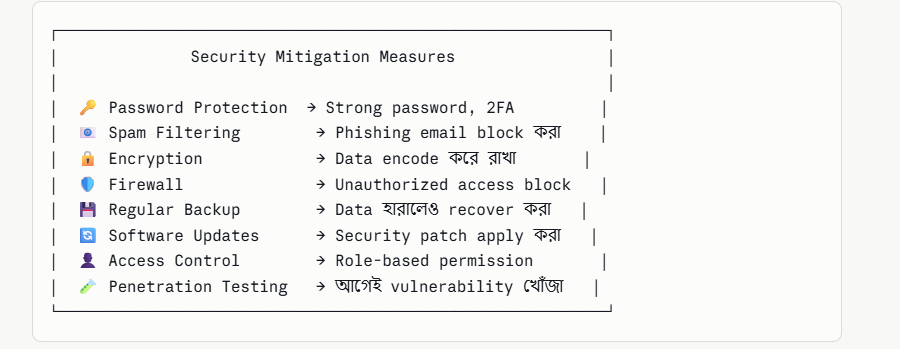 Security Mitigation Measures
🔑 Password Protection → Strong password, 2FA
📧 Spam Filtering → Phishing email block করা
🔒 Encryption → Data encode করে রাখা
🛡️ Firewall → Unauthorized access block
💾 Regular Backup → Data হারালেও recover করা
🔄 Software Updates → Security patch apply করা
👤 Access Control → Role-based permission
🧪 Penetration Testing → আগেই vulnerability খোঁজা